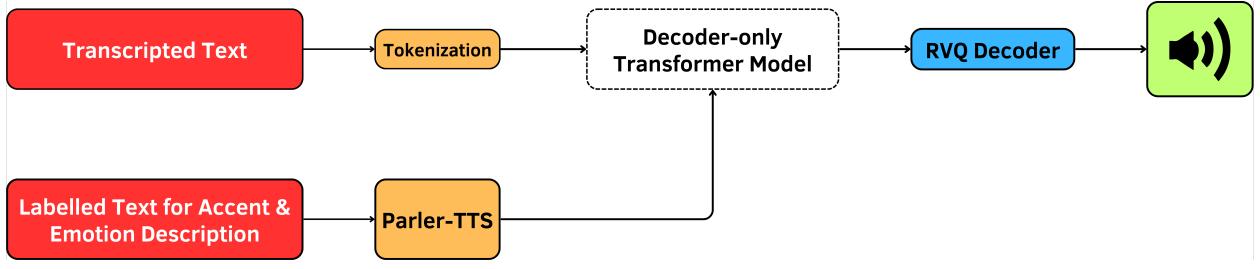 Transcripted Text
Tokenization
Decoder-only
Transformer Model
RVQ Decoder
Labelled Text for Accent &
Emotion Description
Parler-TTS